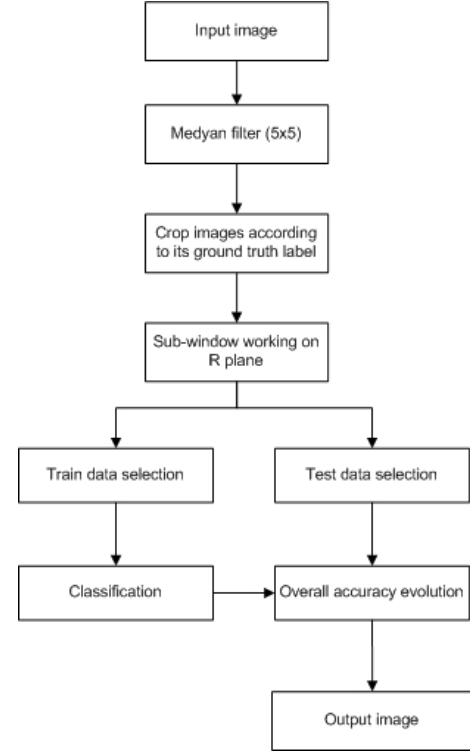 Input image
Medyan filter (5x5)
Crop images according
to its ground truth label
Sub-window working on
R plane
Train data selection
Test data selection
Classification
Overall accuracy evolution
Output image